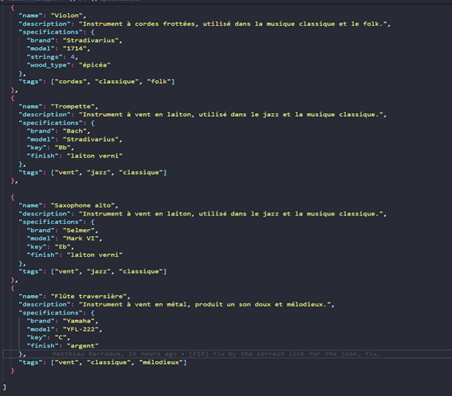 {
"name": "Violon",
"description": "Instrument à cordes frottées, utilisé dans la musique classique et le folk.",
"specifications": {
"brand": "Stradivarius",
"model": "1714",
"strings": 4,
"wood_type": "épicéa"
},
"tags": ["cordes", "classique", "folk"]
},
{
"name": "Trompette",
"description": "Instrument à vent en laiton, utilisé dans le jazz et la musique classique.",
"specifications": {
"brand": "Bach",
"model": "Stradivarius",
"key": "Bb",
"finish": "laiton verni"
},
"tags": ["vent", "jazz", "classique"]
},
{
"name": "Saxophone alto",
"description": "Instrument à vent en laiton, utilisé dans le jazz et la musique classique.",
"specifications": {
"brand": "Selmer",
"model": "Mark VI",
"key": "Eb",
"finish": "laiton verni"
},
"tags": ["vent", "jazz", "classique"]
},
{
"name": "Flûte traversière",
"description": "Instrument à vent en métal, produit un son doux et mélodieux.",
"specifications": {
"brand": "Yamaha",
"model": "YFL-222",
"key": "C",
"finish": "argent"
}, Matthieu Barraque, 15 hours ago • [FIX] fix by the correct lien for the json, fix…
"tags": ["vent", "classique", "mélodieux"]
}
]